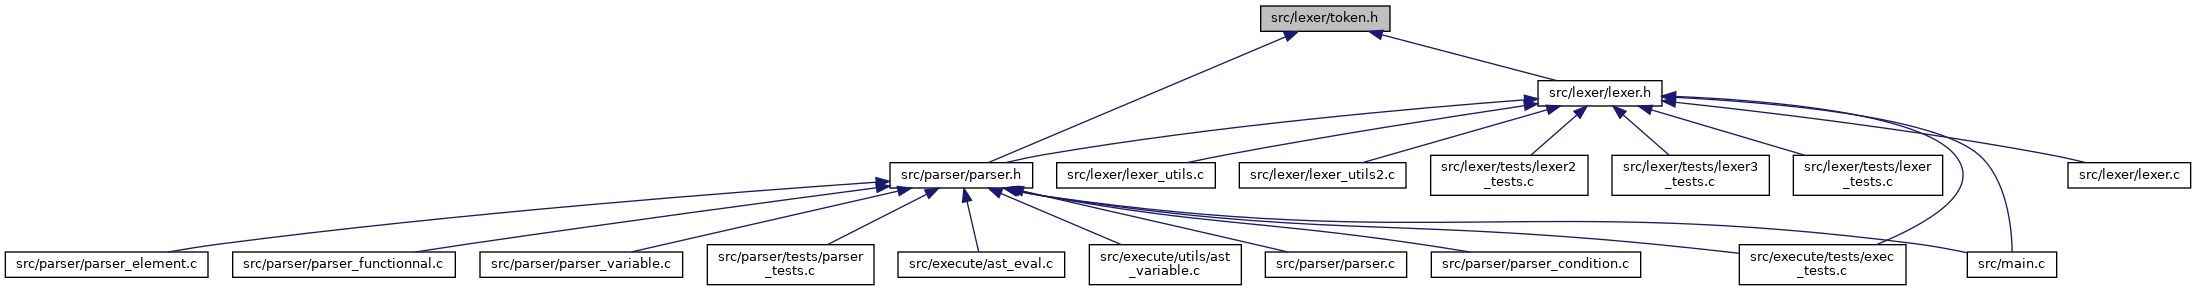 src/lexer/token.h
src/lexer/lexer.h
src/parser/parser.h
src/lexer/lexer_utils.c
src/lexer/lexer_utils2.c
src/lexer/tests/lexer2
_tests.c
src/lexer/tests/lexer3
_tests.c
src/lexer/tests/lexer
_tests.c
src/lexer/lexer.c
src/parser/parser_element.c
src/parser/parser_functionnal.c
src/parser/parser_variable.c
src/parser/tests/parser
_tests.c
src/execute/ast_eval.c
src/execute/utils/ast
_variable.c
src/parser/parser.c
src/parser/parser_condition.c
src/execute/tests/exec
_tests.c
src/main.c